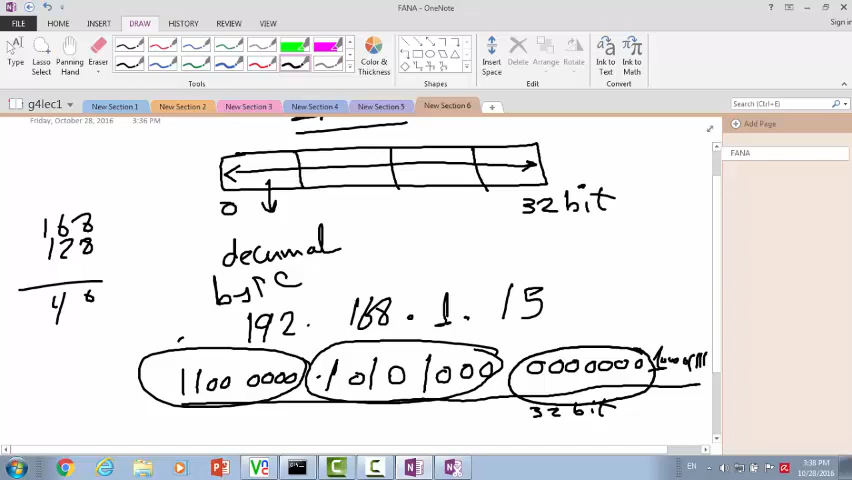 FANA - OneNote
FILE HOME INSERT DRAW HISTORY REVIEW VIEW Sign in
Type Lasso Select Panning Hand Eraser Color & Thickness Insert Space Delete Arrange Rotate Ink to Text Ink to Math
Tools Shapes Edit Convert
g4lec1 New Section 1 New Section 2 New Section 3 New Section 4 New Section 5 New Section 6 Search (Ctrl+E)
Friday, October 28, 2016 3:36 PM
Add Page
FANA
0 32 bit
168
128
decumal
4
192. 168. 1. 15
1100 0000 .1010 1000 0000000
32 bit
EN 3:38 PM
10/28/2016